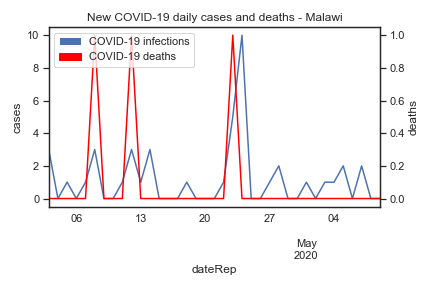 New COVID-19 daily cases and deaths - Malawi
COVID-19 infections
COVID-19 deaths
10
8
6
4
2
0
cases
1.0
0.8
0.6
0.4
0.2
0.0
deaths
06 13 20 27 04
May
2020
dateRep